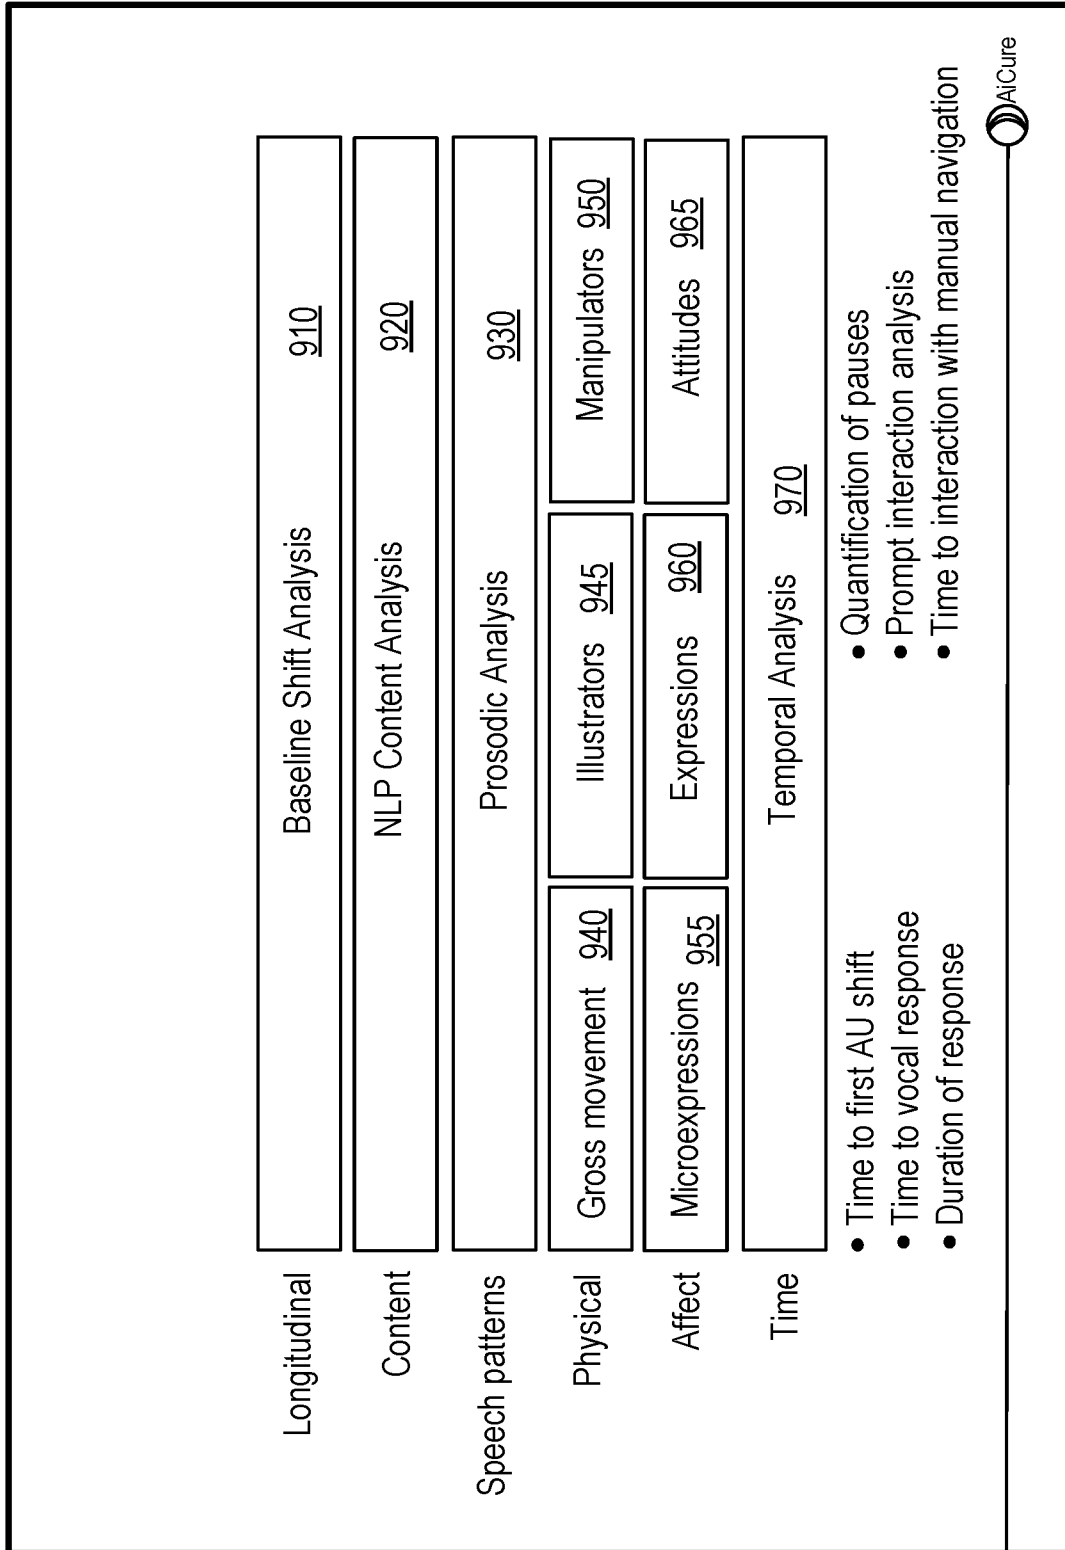 Longitudinal Baseline Shift Analysis 910
Content NLP Content Analysis 920
Speech patterns Prosodic Analysis 930
Physical Gross movement 940 Illustrators 945 Manipulators 950
Affect Microexpressions 955 Expressions 960 Attitudes 965
Time Temporal Analysis 970
• Time to first AU shift
• Time to vocal response
• Duration of response
• Quantification of pauses
• Prompt interaction analysis
• Time to interaction with manual navigation
AiCure